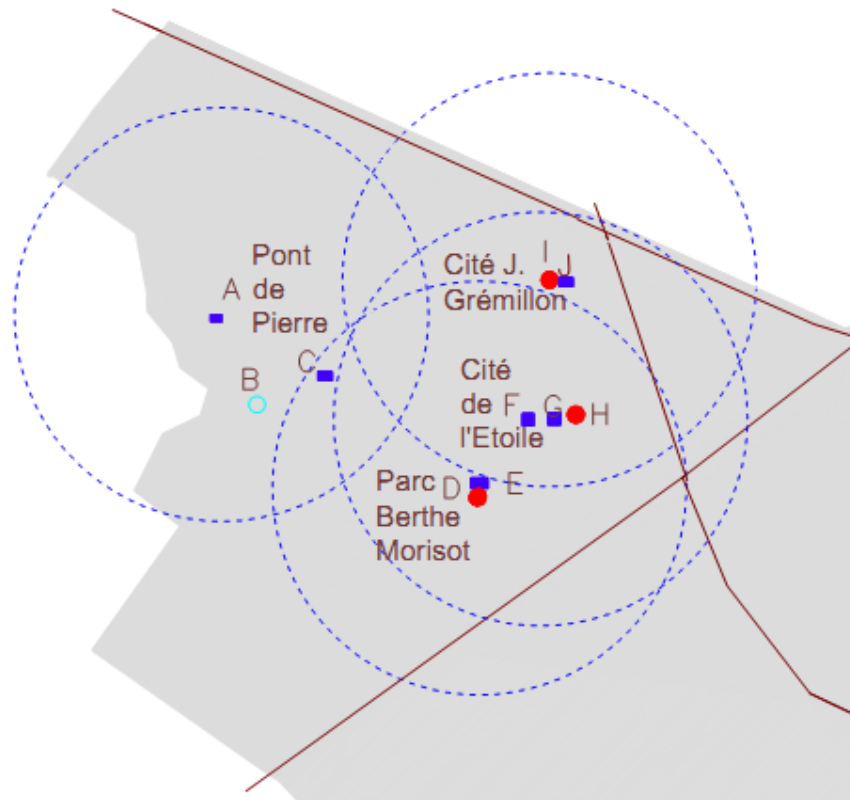 Pont
de
Pierre
A
B
C
Cité J.
Grémillon
I
J
Cité
de
l'Etoile
F
G
H
Parc
Berthe
Morisot
D
E